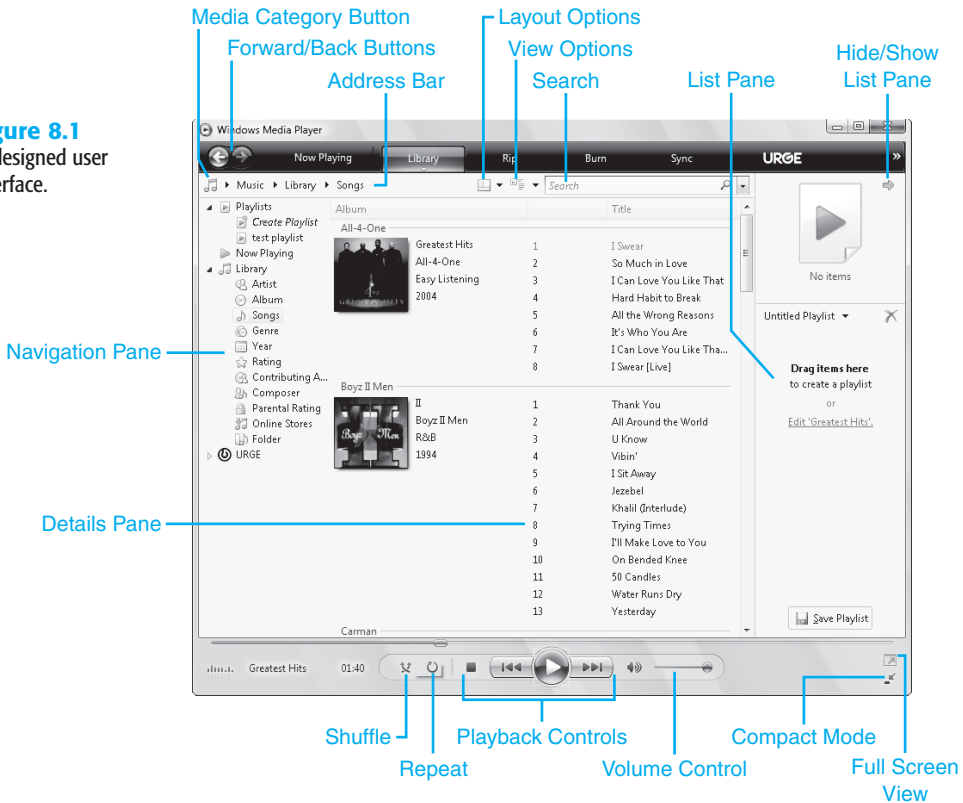 Media Category Button
Layout Options
Forward/Back Buttons
View Options
Hide/Show
List Pane
Address Bar
Search
List Pane
gure 8.1
designed user
erface.
Windows Media Player
Now Playing
Library
Rip
Burn
Sync
URGE
»
Music ▸ Library ▸ Songs
Search
Playlists
Create Playlist
test playlist
Now Playing
Library
Artist
Album
Songs
Genre
Year
Rating
Contributing A...
Composer
Parental Rating
Online Stores
Folder
URGE
Navigation Pane
Details Pane
Album
Title
All-4-One
Greatest Hits
All-4-One
Easy Listening
2004
1 I Swear
2 So Much in Love
3 I Can Love You Like That
4 Hard Habit to Break
5 All the Wrong Reasons
6 It's Who You Are
7 I Can Love You Like Tha...
8 I Swear [Live]
Boyz II Men
Boyz Men
II
Boyz II Men
R&B
1994
1 Thank You
2 All Around the World
3 U Know
4 Vibin'
5 I Sit Away
6 Jezebel
7 Khalil (Interlude)
8 Trying Times
9 I'll Make Love to You
10 On Bended Knee
11 50 Candles
12 Water Runs Dry
13 Yesterday
Carman
No items
Untitled Playlist
Drag items here
to create a playlist
or
Edit 'Greatest Hits'.
Save Playlist
Greatest Hits
01:40
Shuffle
Playback Controls
Compact Mode
Repeat
Volume Control
Full Screen
View